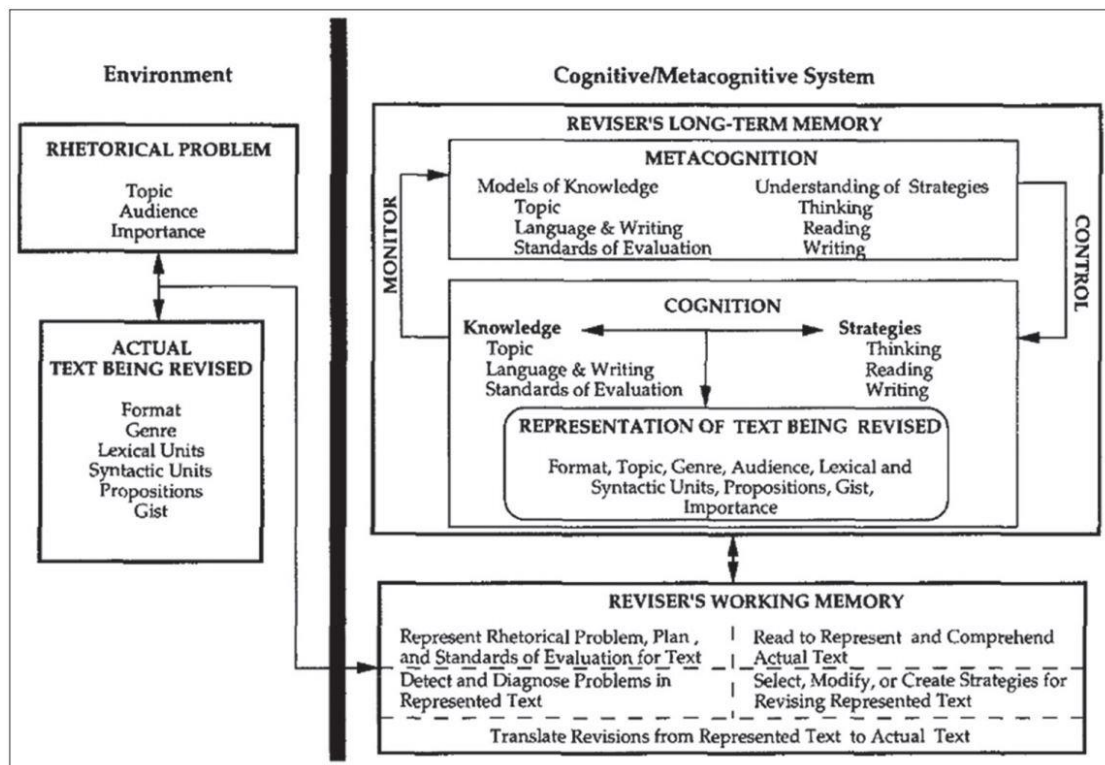 Environment
RHETORICAL PROBLEM
Topic
Audience
Importance
ACTUAL
TEXT BEING REVISED
Format
Genre
Lexical Units
Syntactic Units
Propositions
Gist
Cognitive/Metacognitive System
REVISER'S LONG-TERM MEMORY
METACOGNITION
Models of Knowledge
Topic
Language & Writing
Standards of Evaluation
Understanding of Strategies
Thinking
Reading
Writing
MONITOR
CONTROL
COGNITION
Knowledge
Topic
Language & Writing
Standards of Evaluation
Strategies
Thinking
Reading
Writing
REPRESENTATION OF TEXT BEING REVISED
Format, Topic, Genre, Audience, Lexical and
Syntactic Units, Propositions, Gist,
Importance
REVISER'S WORKING MEMORY
Represent Rhetorical Problem, Plan,
and Standards of Evaluation for Text
Read to Represent and Comprehend
Actual Text
Detect and Diagnose Problems in
Represented Text
Select, Modify, or Create Strategies for
Revising Represented Text
Translate Revisions from Represented Text to Actual Text